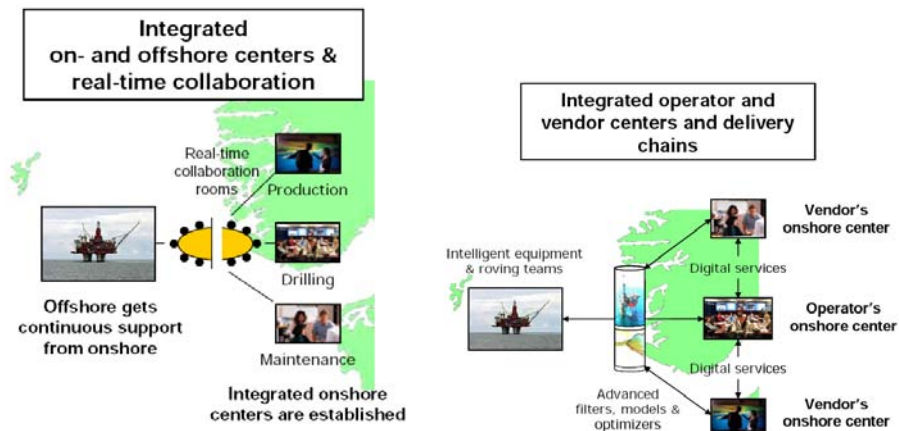 Integrated
on- and offshore centers &
real-time collaboration
Real-time
collaboration
rooms
Production
Drilling
Offshore gets
continuous support
from onshore
Maintenance
Integrated onshore
centers are established
Integrated operator and
vendor centers and delivery
chains
Vendor's
onshore center
Intelligent equipment
& roving teams
Digital services
Operator's
onshore center
Digital services
Advanced
filters, models &
optimizers
Vendor's
onshore center